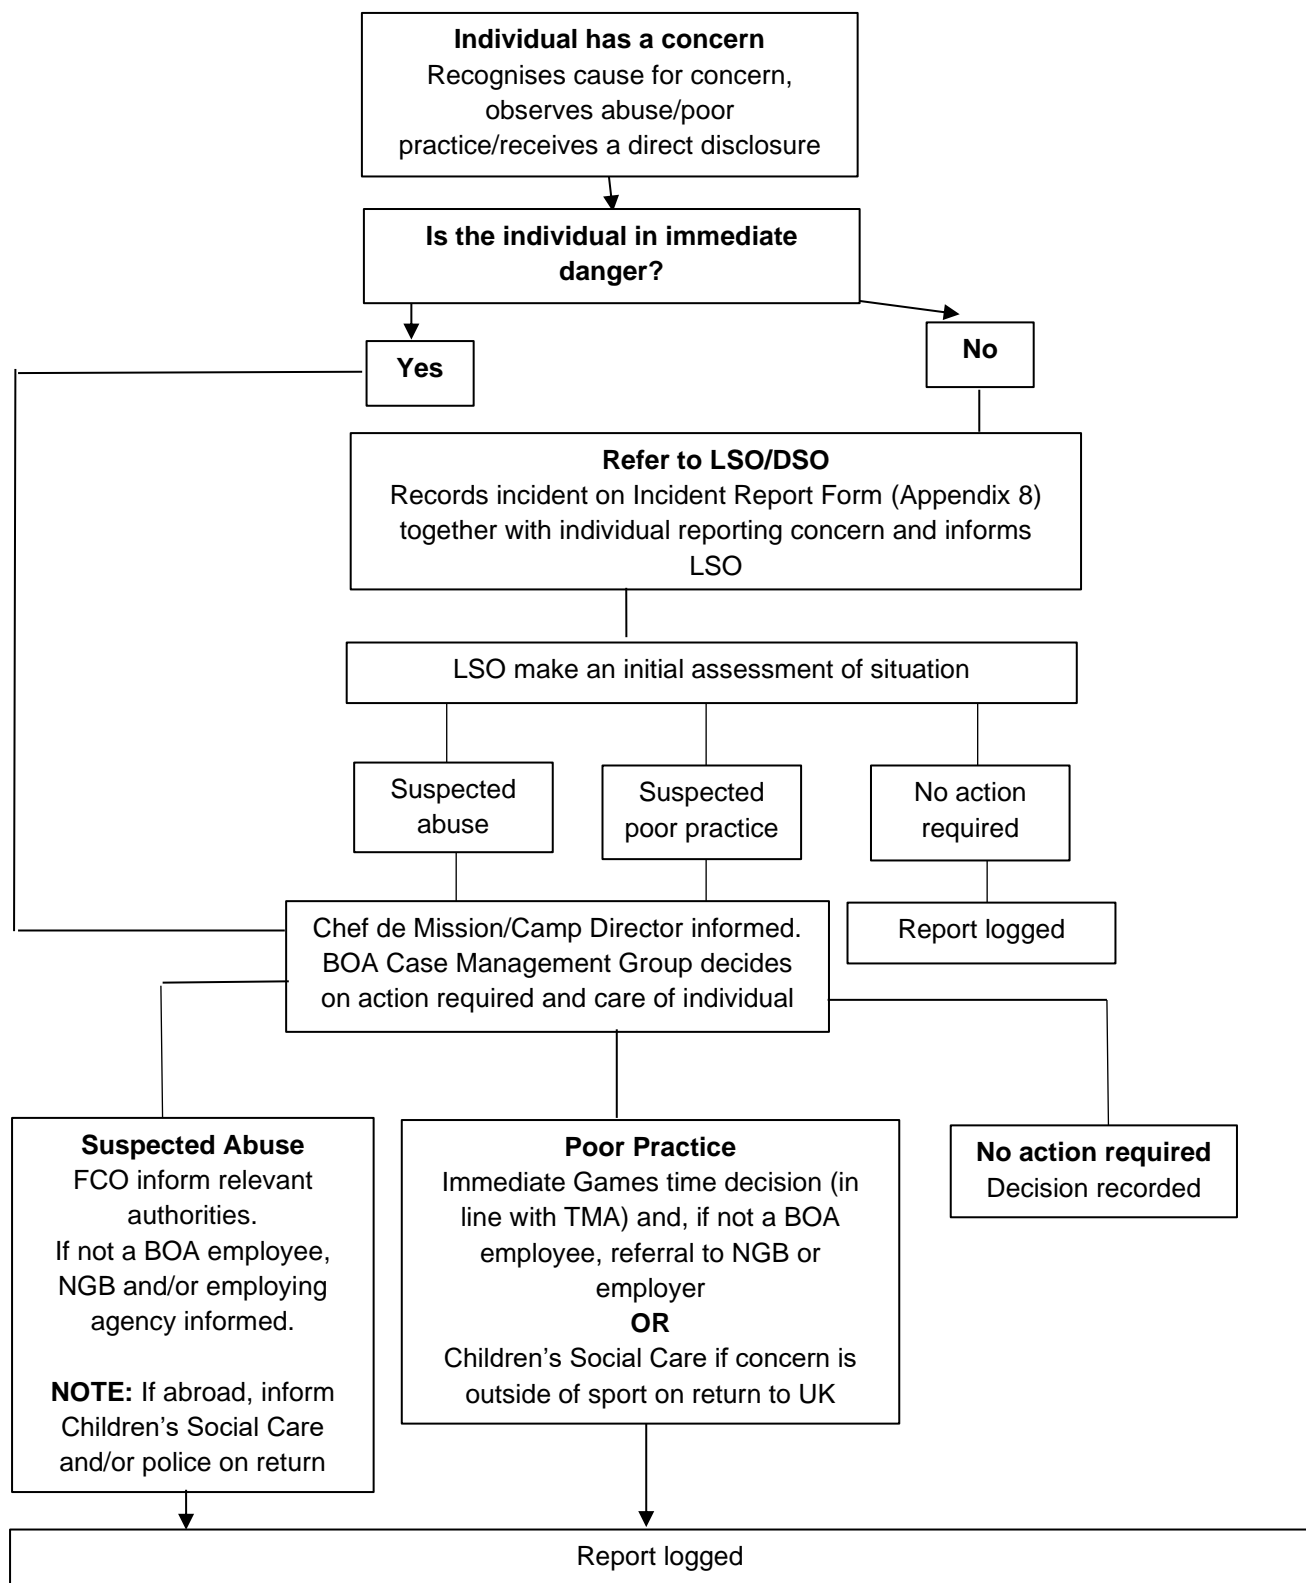 Individual has a concern
Recognises cause for concern,
observes abuse/poor
practice/receives a direct disclosure
Is the individual in immediate
danger?
Yes
No
Refer to LSO/DSO
Records incident on Incident Report Form (Appendix 8)
together with individual reporting concern and informs
LSO
LSO make an initial assessment of situation
Suspected
abuse
Suspected
poor practice
No action
required
Report logged
Chef de Mission/Camp Director informed.
BOA Case Management Group decides
on action required and care of individual
Suspected Abuse
FCO inform relevant
authorities.
If not a BOA employee,
NGB and/or employing
agency informed.
NOTE: If abroad, inform
Children’s Social Care
and/or police on return
Poor Practice
Immediate Games time decision (in
line with TMA) and, if not a BOA
employee, referral to NGB or
employer
OR
Children’s Social Care if concern is
outside of sport on return to UK
No action required
Decision recorded
Report logged